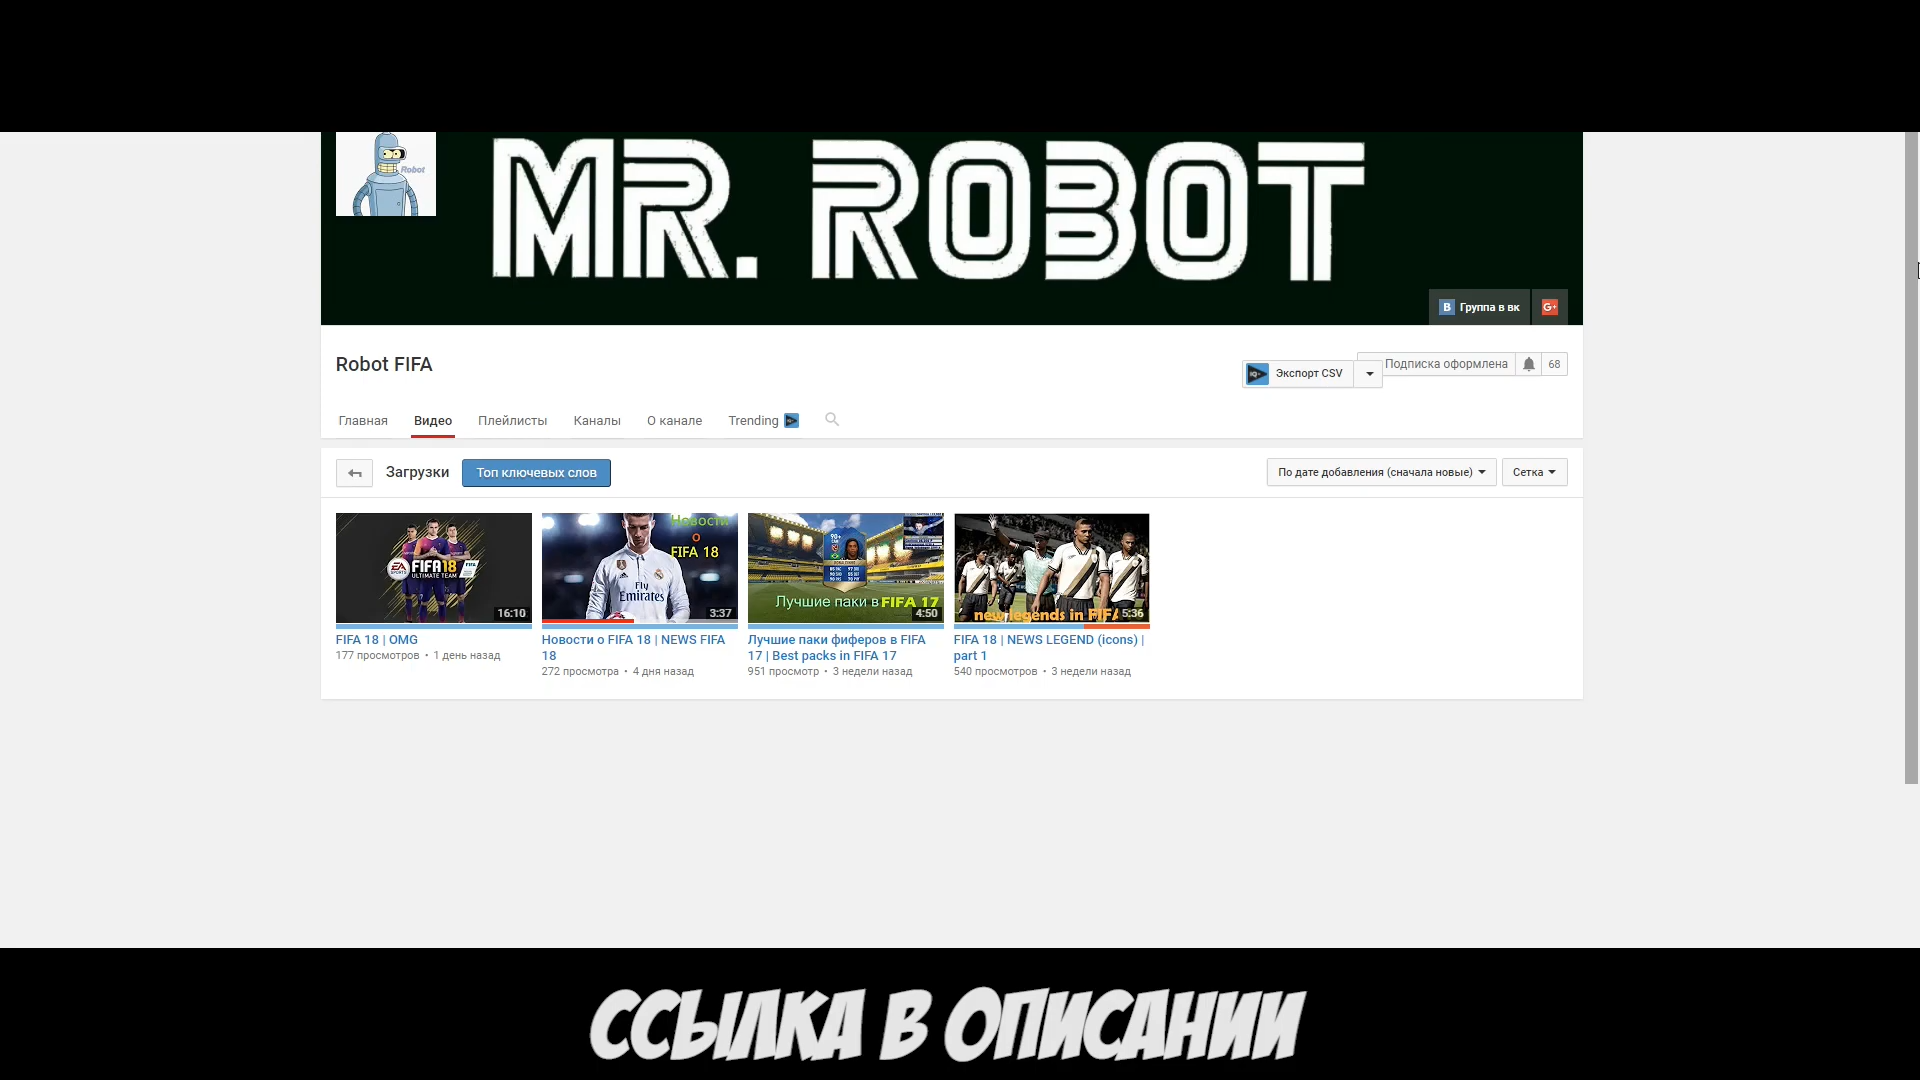 Robot
MR. ROBOT
Группа в вк
G+
Robot FIFA
Экспорт CSV
Подписка оформлена
68
Главная
Видео
Плейлисты
Каналы
О канале
Trending
Загрузки
Топ ключевых слов
По дате добавления (сначала новые)
Сетка
EA SPORTS
FIFA 18
ULTIMATE TEAM
16:10
FIFA 18 | OMG
177 просмотров • 1 день назад
Новости
о
FIFA 18
Fly
Emirates
3:37
Новости о FIFA 18 | NEWS FIFA
18
272 просмотра • 4 дня назад
90+
Лучшие паки в FIFA 17
4:50
Лучшие паки фиферов в FIFA
17 | Best packs in FIFA 17
951 просмотр • 3 недели назад
new legends in FIFA
5:36
FIFA 18 | NEWS LEGEND (icons) |
part 1
540 просмотров • 3 недели назад
ССЫЛКА В ОПИСАНИИ